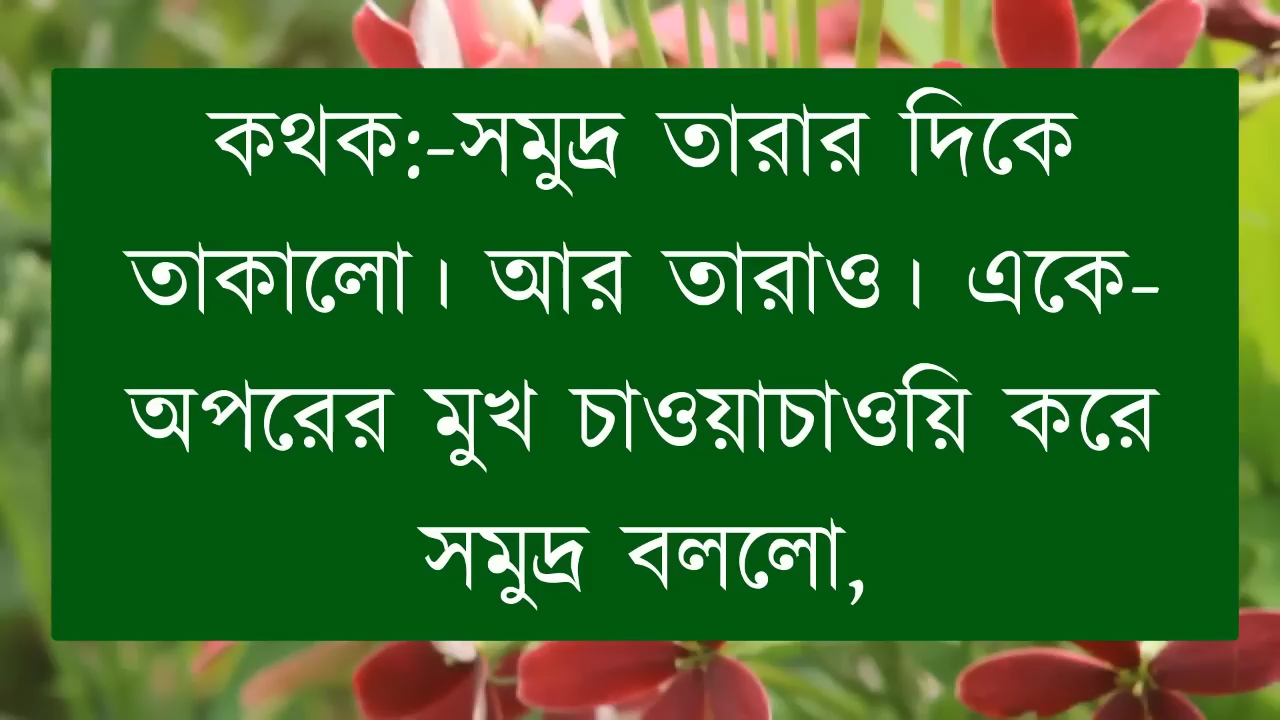 কথক:-সমুদ্র তারার দিকে
তাকালো। আর তারাও। একে-
অপরের মুখ চাওয়াচাওয়ি করে
সমুদ্র বললো,